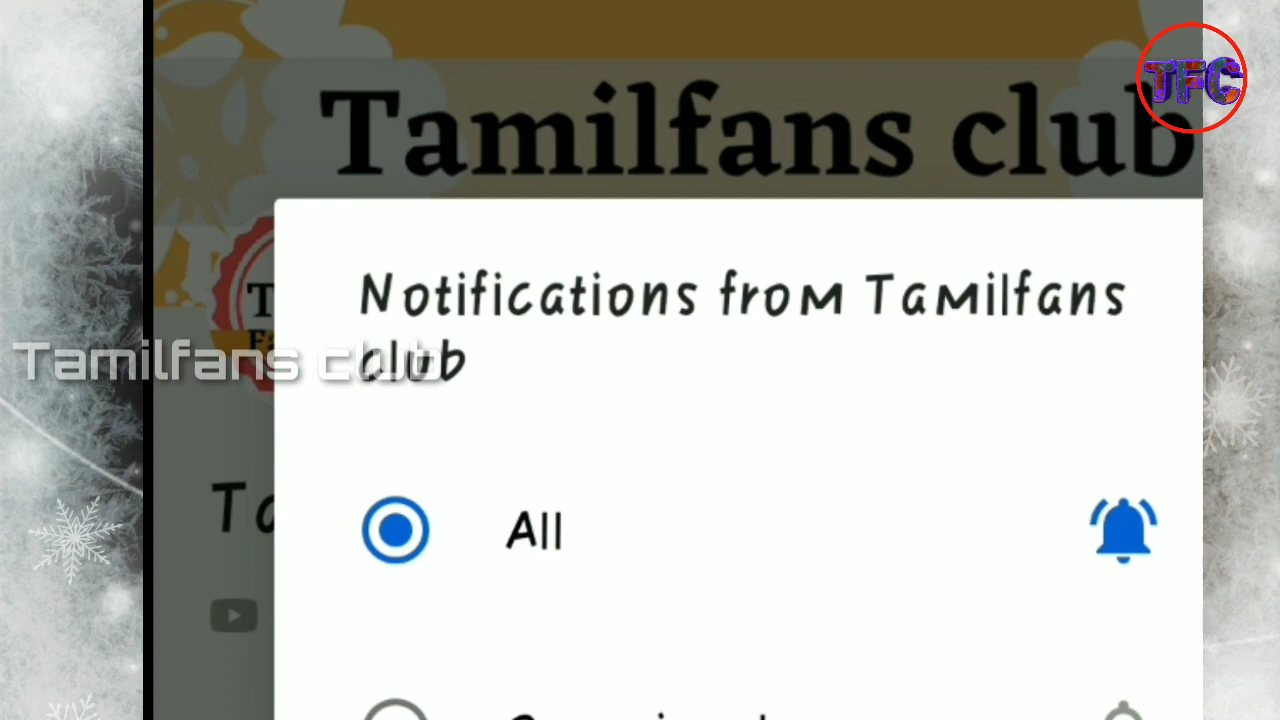 Tamilfans club
TFC
Notifications from Tamilfans
club
Tamilfans club
All